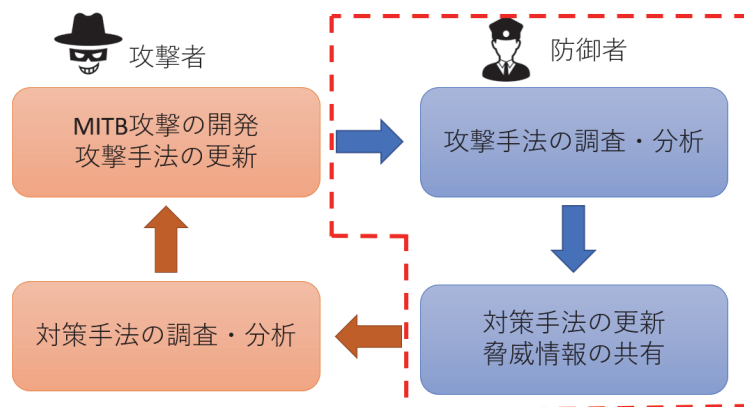 攻撃者
防御者
MITB攻撃の開発
攻撃手法の更新
攻撃手法の調査・分析
対策手法の調査・分析
対策手法の更新
脅威情報の共有